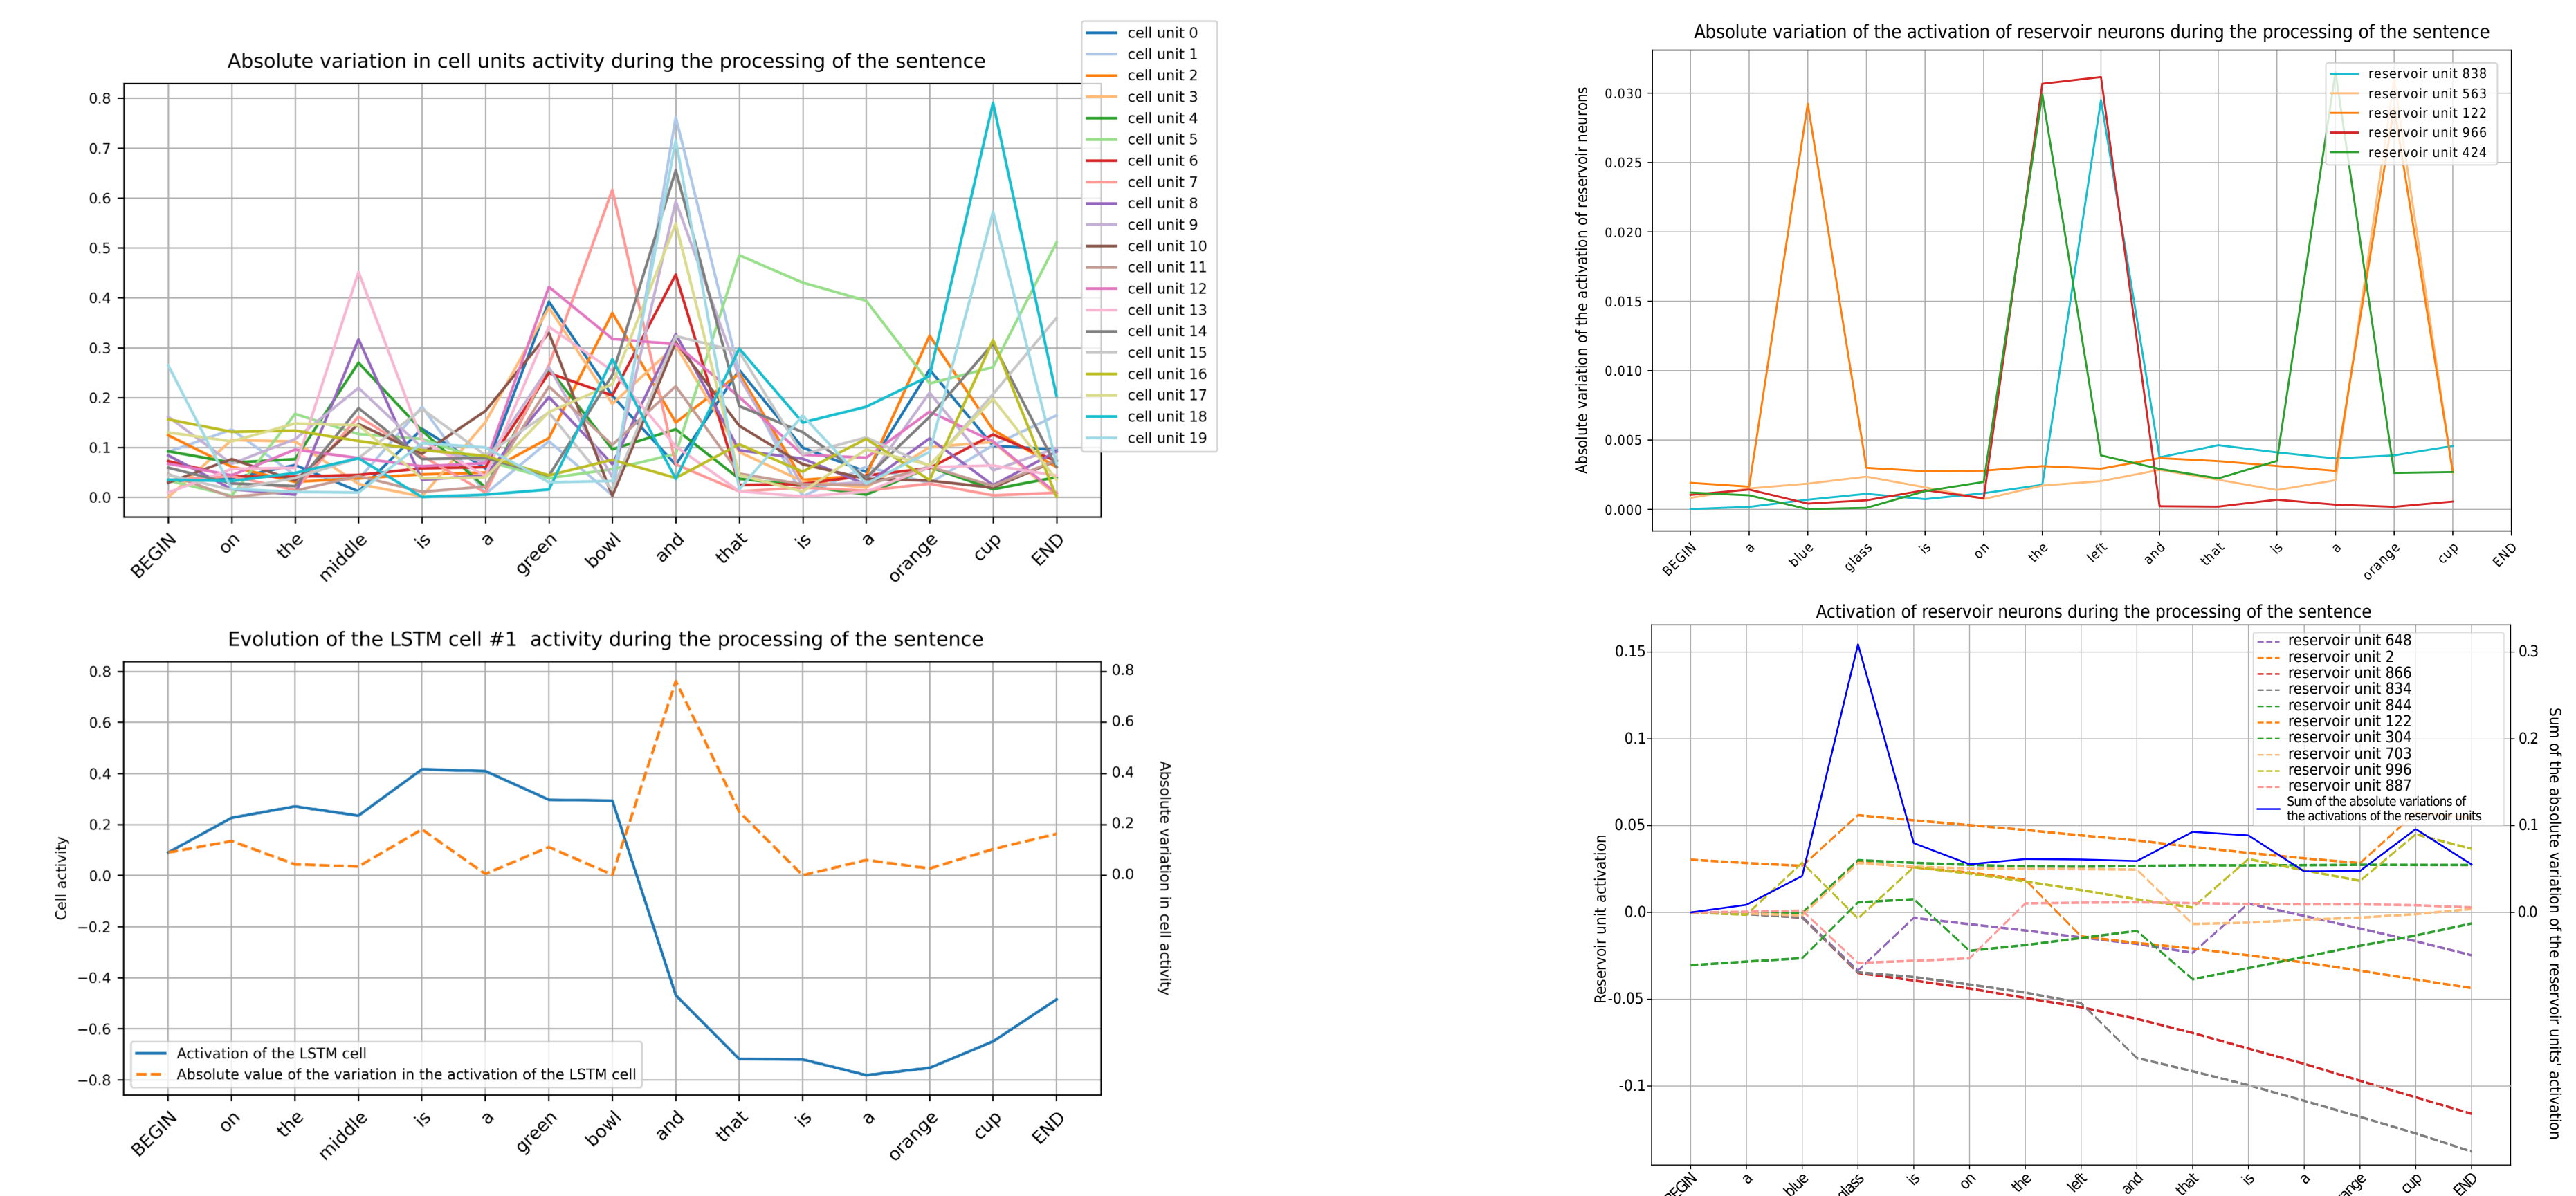 Absolute variation in cell units activity during the processing of the sentence
0.8
0.7
0.6
0.5
0.4
0.3
0.2
0.1
0.0
BEGIN
on
the
middle
is
a
green
bowl
and
that
is
a
orange
cup
END
cell unit 0
cell unit 1
cell unit 2
cell unit 3
cell unit 4
cell unit 5
cell unit 6
cell unit 7
cell unit 8
cell unit 9
cell unit 10
cell unit 11
cell unit 12
cell unit 13
cell unit 14
cell unit 15
cell unit 16
cell unit 17
cell unit 18
cell unit 19
Absolute variation of the activation of reservoir neurons during the processing of the sentence
Absolute variation of the activation of reservoir neurons
0.030
0.025
0.020
0.015
0.010
0.005
0.000
reservoir unit 838
reservoir unit 563
reservoir unit 122
reservoir unit 966
reservoir unit 424
BEGIN
a
blue
glass
is
on
the
left
and
that
is
a
orange
cup
END
Evolution of the LSTM cell #1 activity during the processing of the sentence
Cell activity
0.8
0.6
0.4
0.2
0.0
−0.2
−0.4
−0.6
−0.8
Activation of the LSTM cell
Absolute value of the variation in the activation of the LSTM cell
0.8
0.6
0.4
0.2
0.0
Absolute variation in cell activity
BEGIN
on
the
middle
is
a
green
bowl
and
that
is
a
orange
cup
END
Activation of reservoir neurons during the processing of the sentence
Reservoir unit activation
0.15
0.1
0.05
0.0
-0.05
-0.1
reservoir unit 648
reservoir unit 2
reservoir unit 866
reservoir unit 834
reservoir unit 844
reservoir unit 122
reservoir unit 304
reservoir unit 703
reservoir unit 996
reservoir unit 887
Sum of the absolute variations of
the activations of the reservoir units
0.3
0.2
0.1
0.0
Sum of the absolute variation of the reservoir units' activation
a
blue
glass
is
on
the
left
and
that
is
a
cup
END